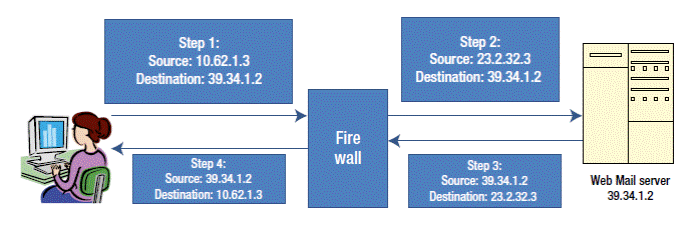 Step 1:
Source: 10.62.1.3
Destination: 39.34.1.2
Step 2:
Source: 23.2.32.3
Destination: 39.34.1.2
Fire
wall
Step 4:
Source: 39.34.1.2
Destination: 10.62.1.3
Step 3:
Source: 39.34.1.2
Destination: 23.2.32.3
Web Mail server
39.34.1.2